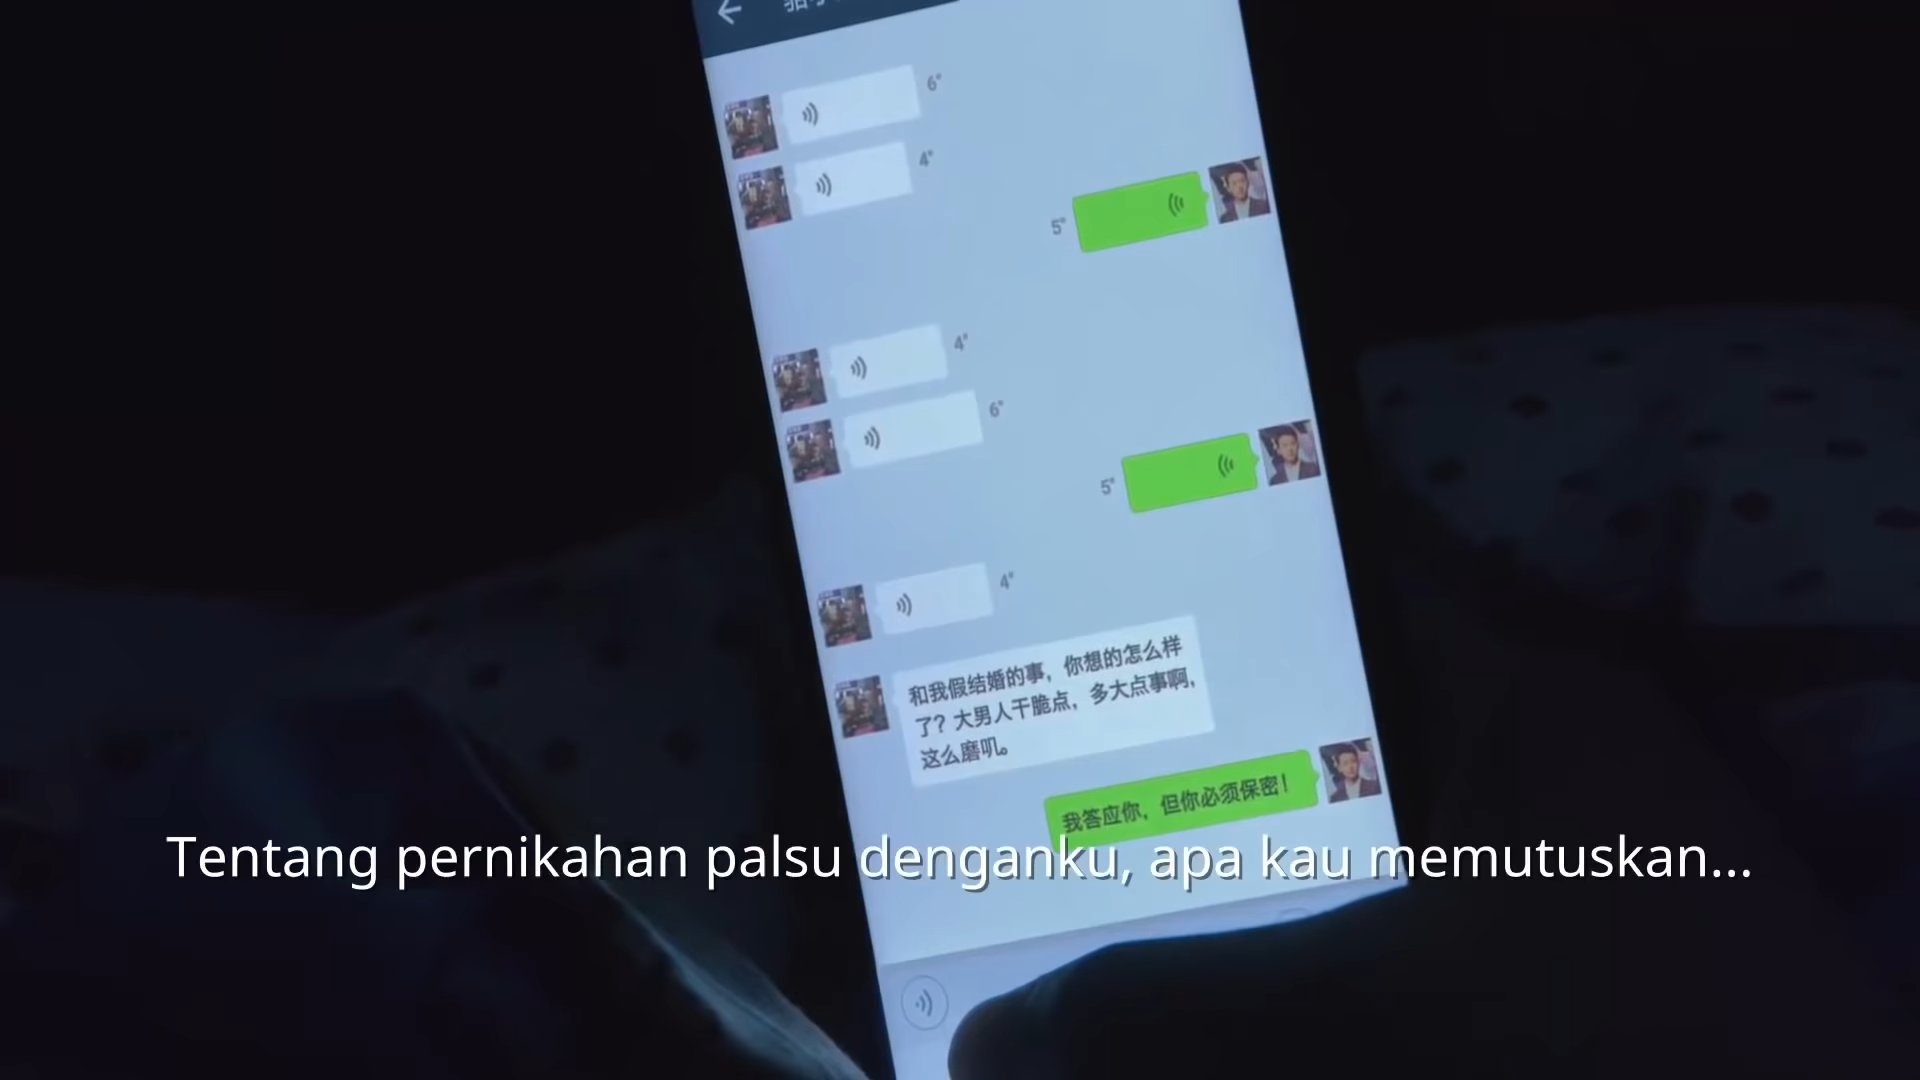 6"
4"
5"
4"
6"
5"
4"
和我假结婚的事，你想的怎么样
了？大男人干脆点，多大点事啊，
这么磨叽。
我答应你，但你必须保密！
Tentang pernikahan palsu denganku, apa kau memutuskan...